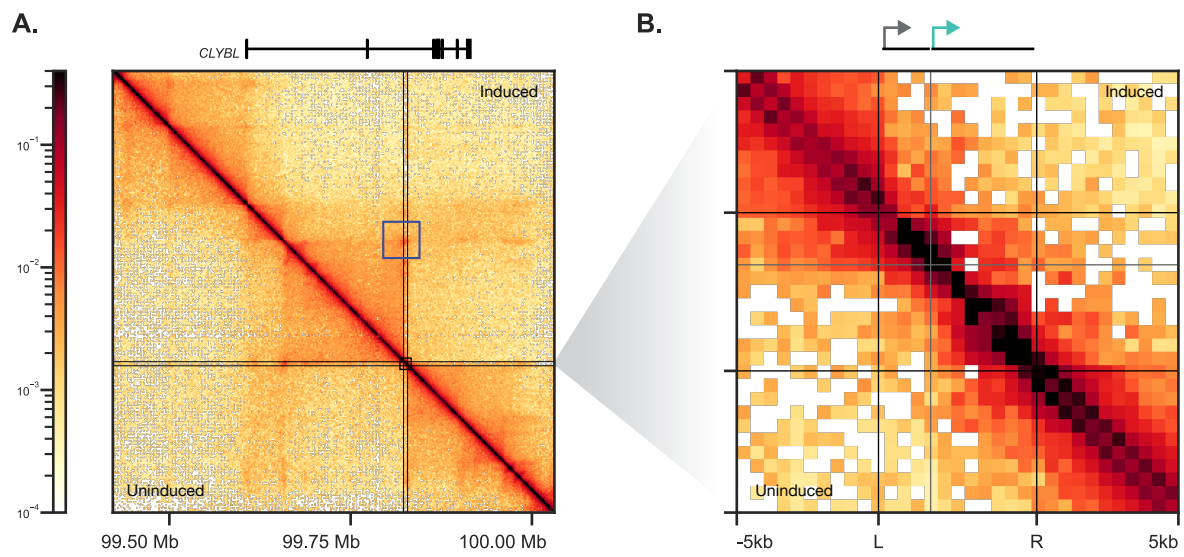 A.
B.
CLYBL
Induced
Induced
10⁻¹
10⁻²
10⁻³
10⁻⁴
Uninduced
Uninduced
99.50 Mb
99.75 Mb
100.00 Mb
-5kb
L
R
5kb